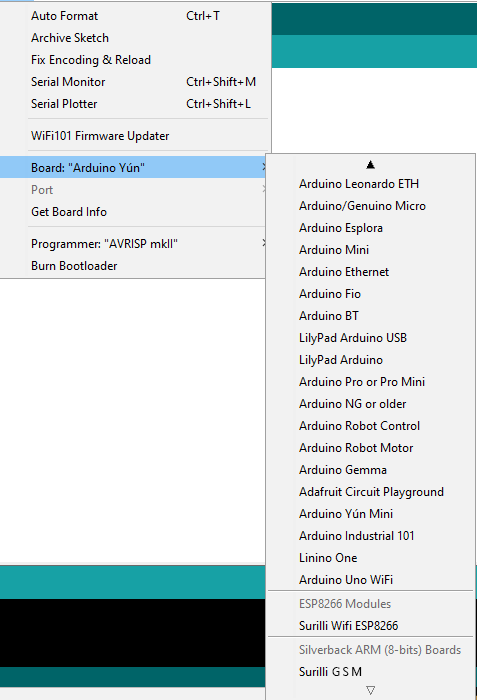 Auto Format Ctrl+T
Archive Sketch
Fix Encoding & Reload
Serial Monitor Ctrl+Shift+M
Serial Plotter Ctrl+Shift+L
WiFi101 Firmware Updater
Board: "Arduino Yún"
Port
Get Board Info
Programmer: "AVRISP mkII"
Burn Bootloader
Arduino Leonardo ETH
Arduino/Genuino Micro
Arduino Esplora
Arduino Mini
Arduino Ethernet
Arduino Fio
Arduino BT
LilyPad Arduino USB
LilyPad Arduino
Arduino Pro or Pro Mini
Arduino NG or older
Arduino Robot Control
Arduino Robot Motor
Arduino Gemma
Adafruit Circuit Playground
Arduino Yún Mini
Arduino Industrial 101
Linino One
Arduino Uno WiFi
ESP8266 Modules
Surilli Wifi ESP8266
Silverback ARM (8-bits) Boards
Surilli G S M